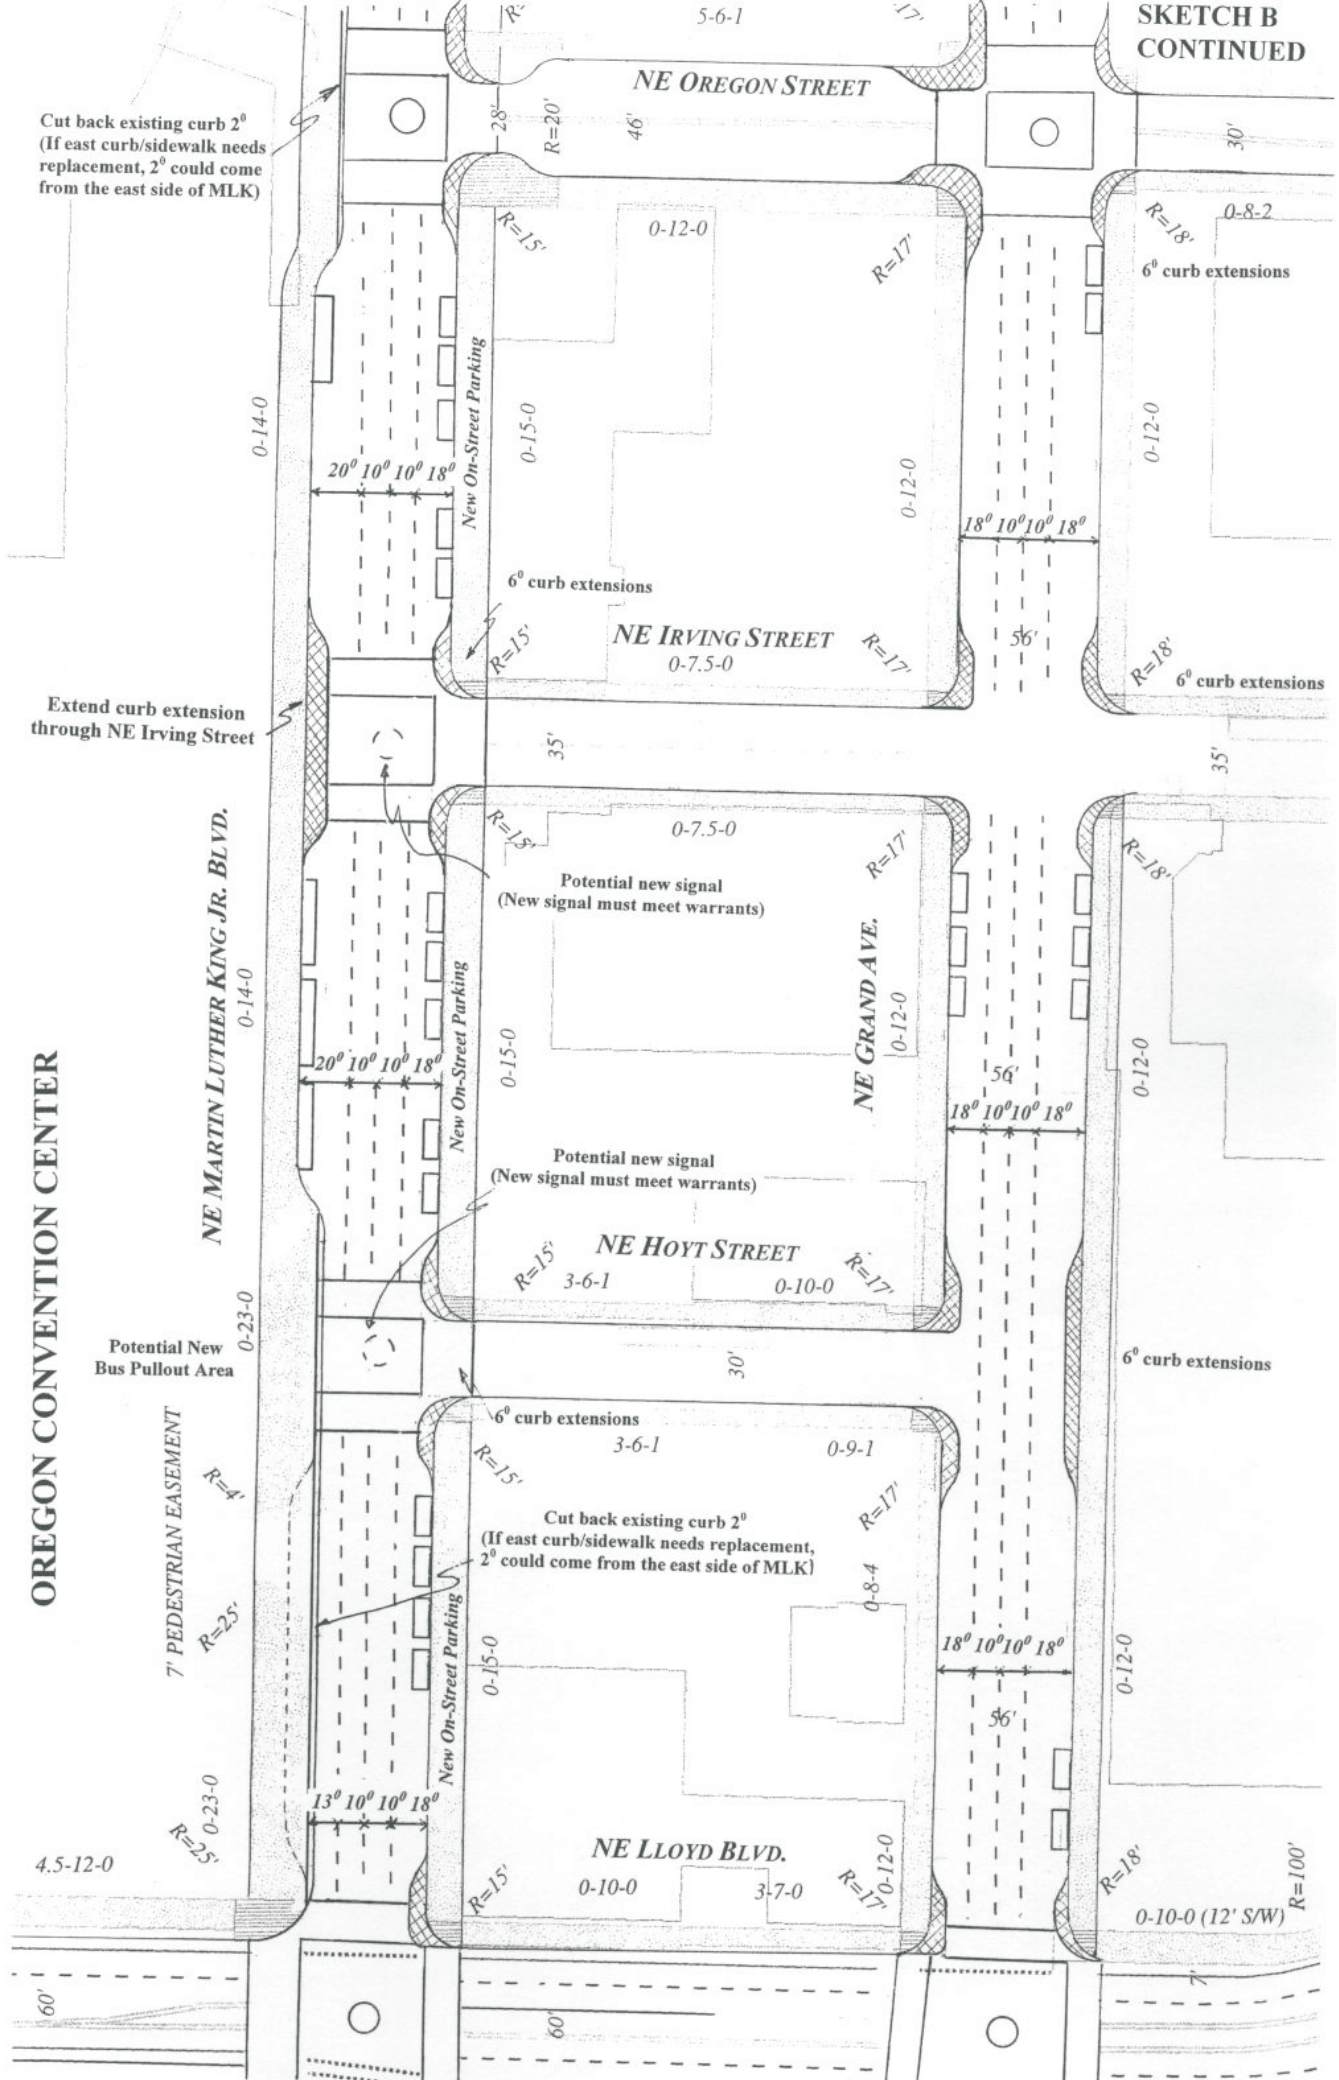 SKETCH B
CONTINUED
5-6-1
17'
NE OREGON STREET
28'
R=20'
46'
30'
Cut back existing curb 2⁰
(If east curb/sidewalk needs
replacement, 2⁰ could come
from the east side of MLK)
R=15'
0-12-0
R=17'
R=18'
0-8-2
6⁰ curb extensions
0-14-0
New On-Street Parking
0-15-0
0-12-0
0-12-0
20⁰ 10⁰ 10⁰ 18⁰
18⁰ 10⁰ 10⁰ 18⁰
6⁰ curb extensions
R=15'
NE IRVING STREET
0-7.5-0
R=17'
56'
R=18'
6⁰ curb extensions
Extend curb extension
through NE Irving Street
35'
35'
R=15'
0-7.5-0
R=17'
R=18'
Potential new signal
(New signal must meet warrants)
NE MARTIN LUTHER KING JR. BLVD.
0-14-0
New On-Street Parking
0-15-0
NE GRAND AVE.
0-12-0
0-12-0
20⁰ 10⁰ 10⁰ 18⁰
56'
18⁰ 10⁰ 10⁰ 18⁰
OREGON CONVENTION CENTER
Potential new signal
(New signal must meet warrants)
NE HOYT STREET
R=15'
3-6-1
0-10-0
R=17'
0-23-0
Potential New
Bus Pullout Area
30'
6⁰ curb extensions
6⁰ curb extensions
3-6-1
0-9-1
R=15'
7' PEDESTRIAN EASEMENT
R=4'
R=17'
Cut back existing curb 2⁰
(If east curb/sidewalk needs replacement,
2⁰ could come from the east side of MLK)
0-8-4
R=25'
New On-Street Parking
0-15-0
18⁰ 10⁰ 10⁰ 18⁰
0-12-0
56'
0-23-0
13⁰ 10⁰ 10⁰ 18⁰
R=25'
4.5-12-0
NE LLOYD BLVD.
R=15'
0-10-0
3-7-0
R=17'
0-12-0
R=18'
R=100'
0-10-0 (12' S/W)
60'
60'
7'